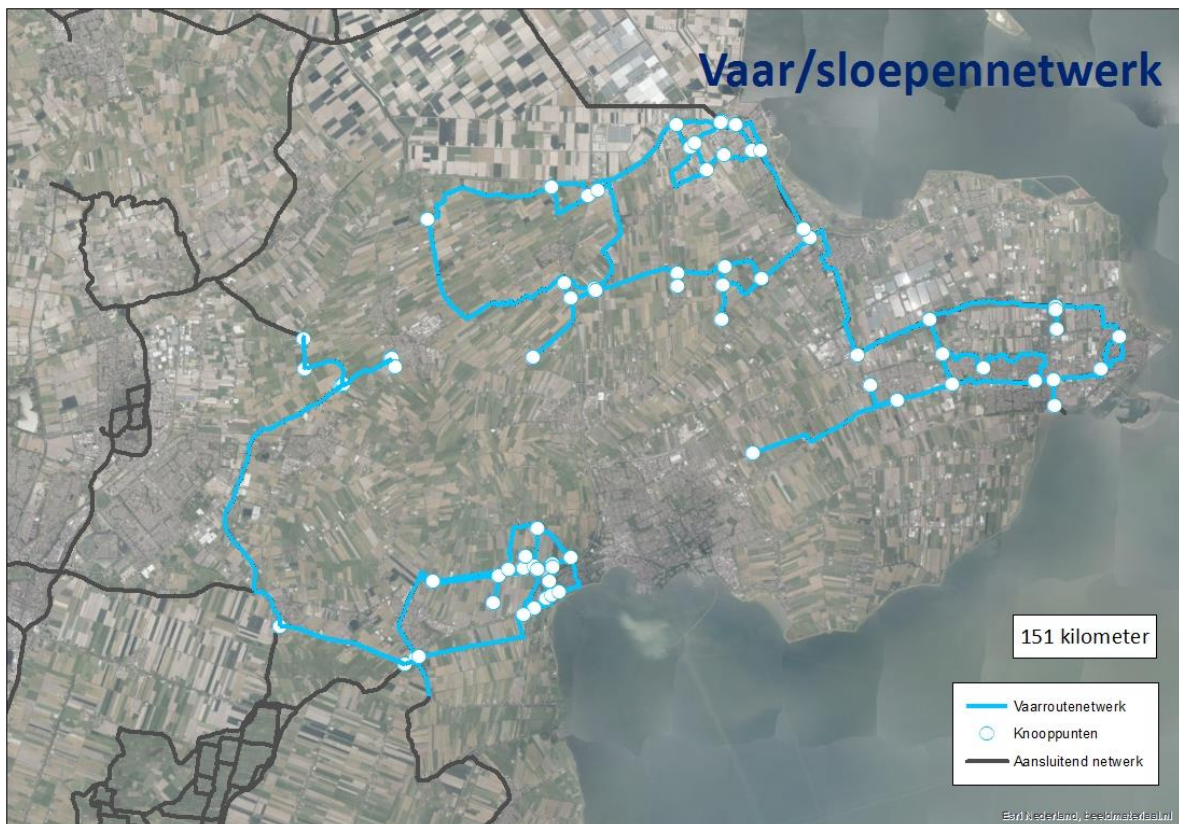 Vaar/sloepennetwerk
151 kilometer
Vaarroutenetwerk
Knooppunten
Aansluitend netwerk
Esri Nederland, beeldmateriaal.nl